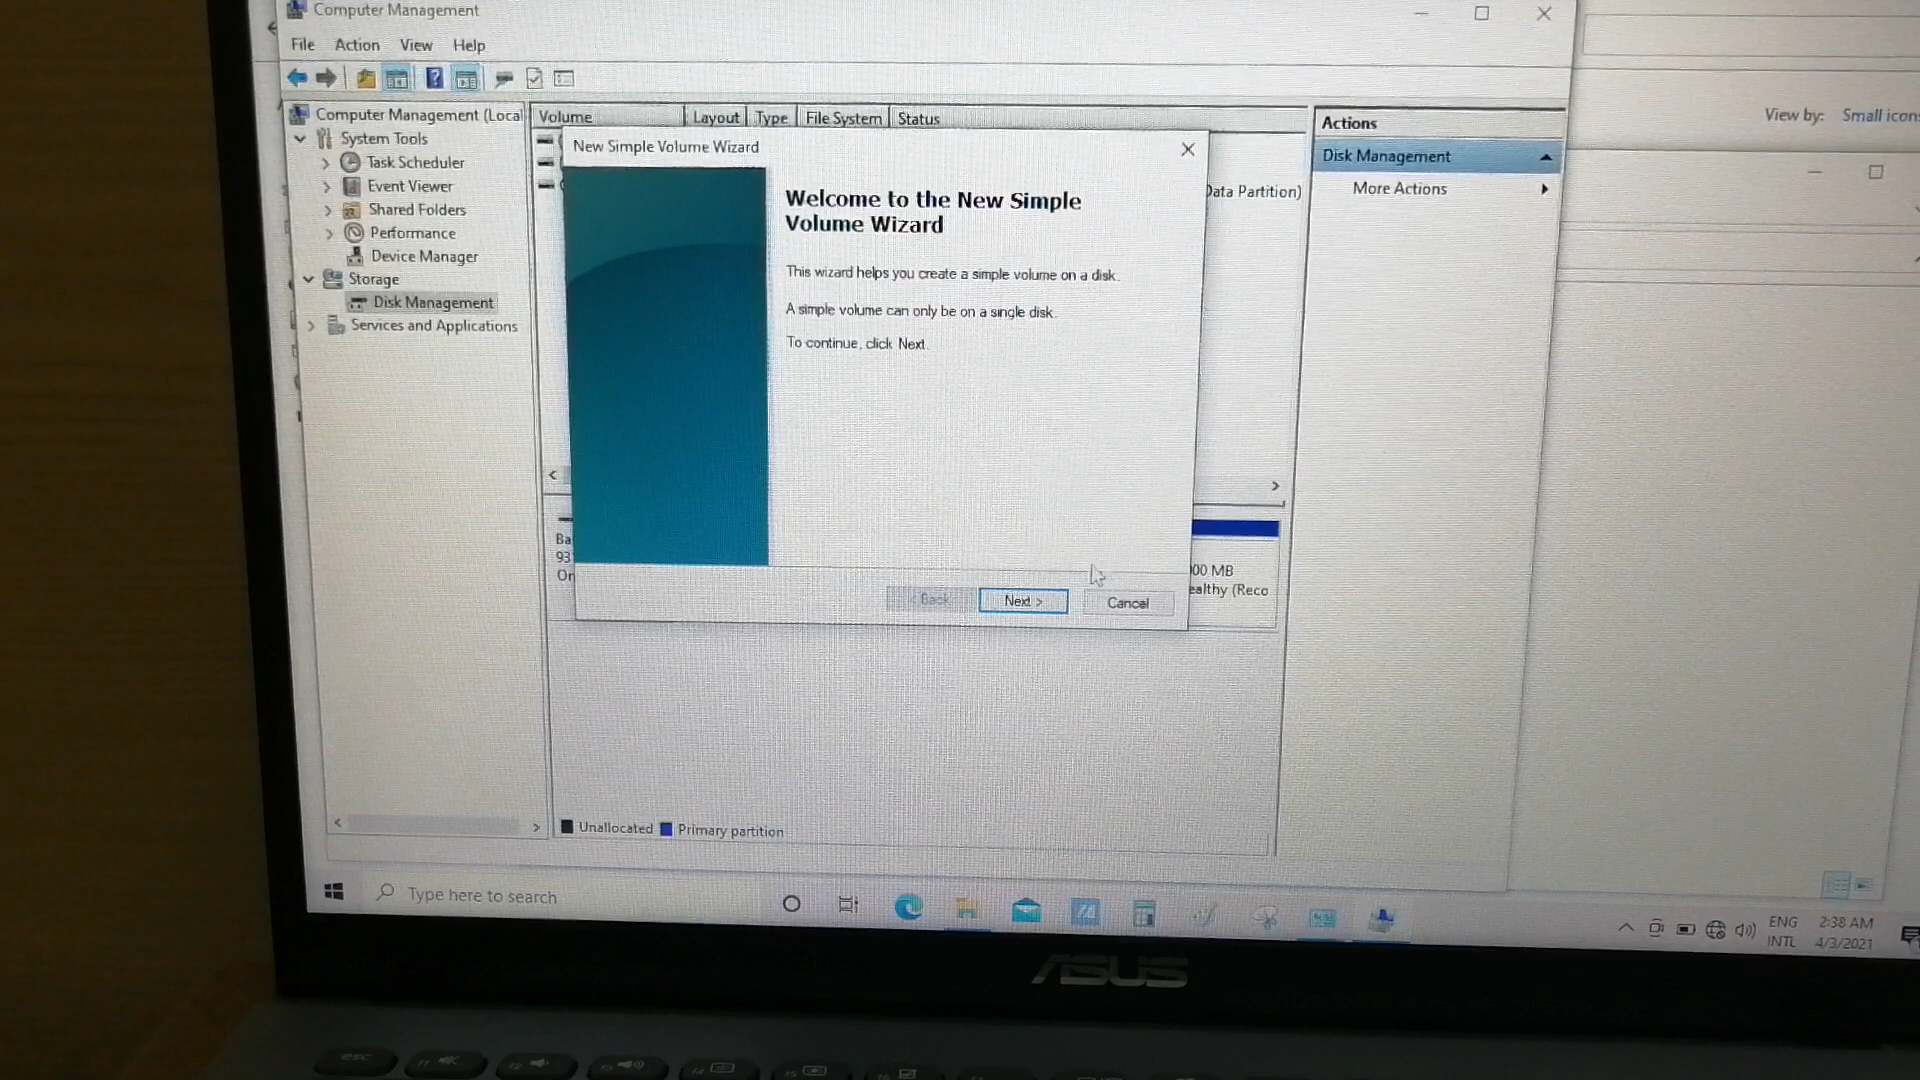 Computer Management
File Action View Help
Computer Management (Local
System Tools
Task Scheduler
Event Viewer
Shared Folders
Performance
Device Manager
Storage
Disk Management
Services and Applications
Volume Layout Type File System Status
New Simple Volume Wizard
Welcome to the New Simple
Volume Wizard
This wizard helps you create a simple volume on a disk.
A simple volume can only be on a single disk.
To continue, click Next.
< Back Next > Cancel
Data Partition)
Ba
93
On
00 MB
ealthy (Reco
Unallocated Primary partition
Actions
Disk Management
More Actions
View by: Small icons
Type here to search
ENG
INTL
2:38 AM
4/3/2021
ASUS
esc